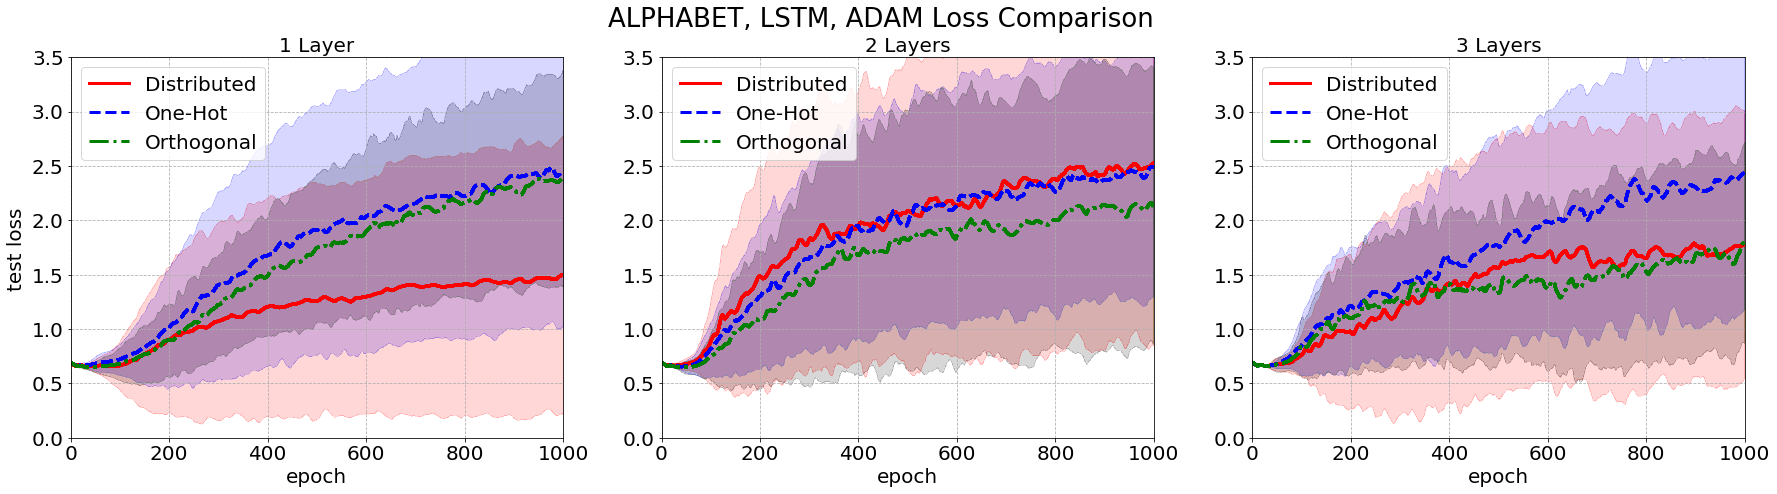 ALPHABET, LSTM, ADAM Loss Comparison
1 Layer
3.5
3.0
2.5
2.0
1.5
1.0
0.5
0.0
test loss
Distributed
One-Hot
Orthogonal
0 200 400 600 800 1000
epoch
2 Layers
3.5
3.0
2.5
2.0
1.5
1.0
0.5
0.0
Distributed
One-Hot
Orthogonal
0 200 400 600 800 1000
epoch
3 Layers
3.5
3.0
2.5
2.0
1.5
1.0
0.5
0.0
Distributed
One-Hot
Orthogonal
0 200 400 600 800 1000
epoch